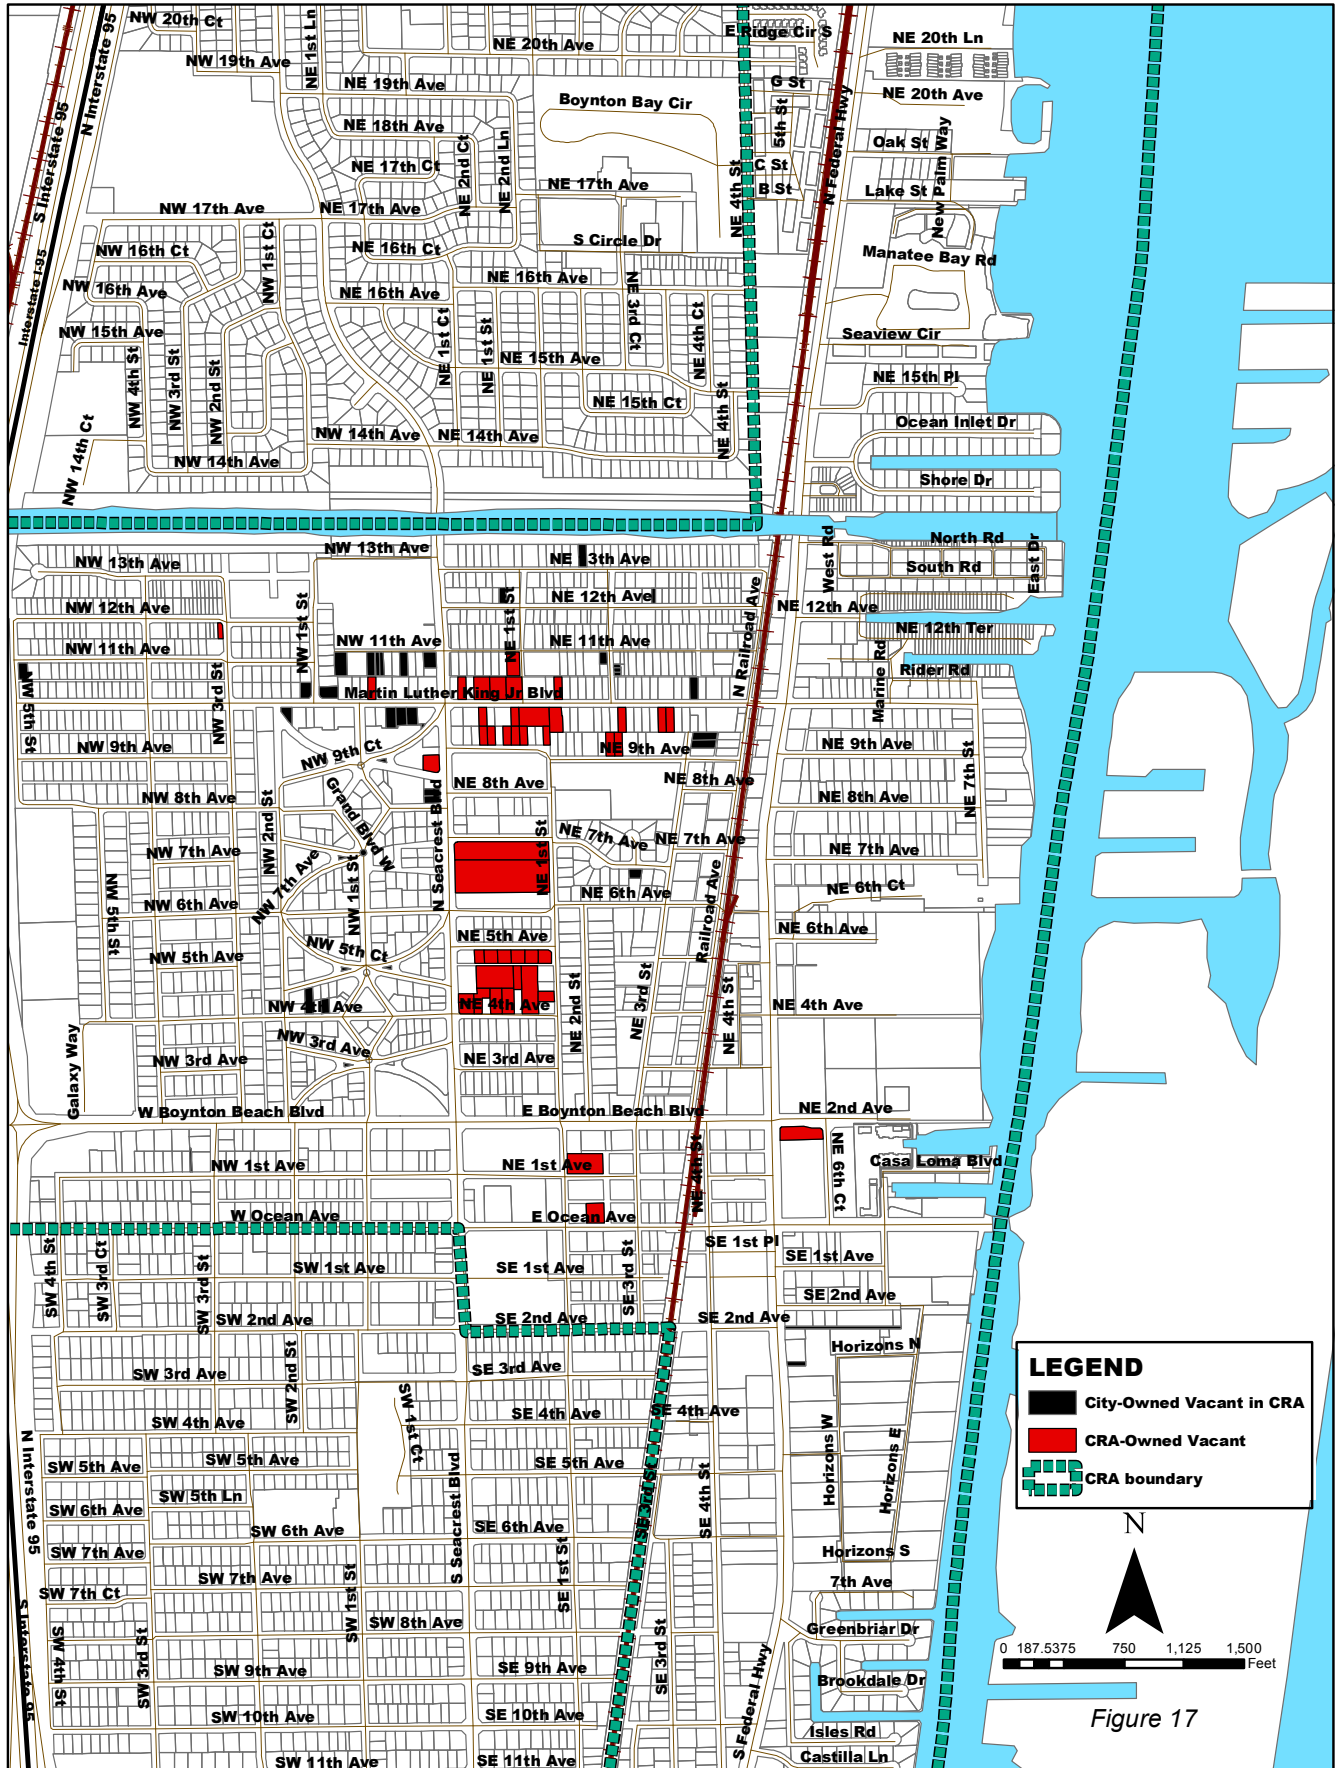 NW 20th Ct
NE 1st Ln
NE 20th Ave
E Ridge Cir S
NE 20th Ln
N Interstate 95
S Interstate 95
NW 19th Ave
NE 19th Ave
G St
NE 20th Ave
Boynton Bay Cir
5th St
N Federal Hwy
NE 18th Ave
NE 2nd Ct
NE 2nd Ln
Oak St
New Palm Way
NE 17th Ct
C St
NE 4th St
NE 17th Ave
B St
Lake St
NW 17th Ave
NE 17th Ave
NW 16th Ct
NW 1st Ct
NE 16th Ct
S Circle Dr
Manatee Bay Rd
Interstate I-95
NW 16th Ave
NE 16th Ave
NE 16th Ave
NE 3rd Ct
NW 15th Ave
NE 1st Ct
NE 1st St
NE 4th Ct
Seaview Cir
NE 15th Ave
NW 4th St
NW 3rd St
NW 2nd St
NE 15th Pl
NE 15th Ct
NE 4th St
NW 14th Ct
NW 14th Ave
NE 14th Ave
Ocean Inlet Dr
NW 14th Ave
Shore Dr
NW 13th Ave
NW 13th Ave
NE 3th Ave
West Rd
North Rd
East Dr
South Rd
NW 12th Ave
NW 1st St
NE 1st St
NE 12th Ave
N Railroad Ave
NE 12th Ave
NW 11th Ave
NW 11th Ave
NE 11th Ave
NE 12th Ter
Marine Rd
Rider Rd
NW 5th St
NW 3rd St
Martin Luther King Jr Blvd
NW 9th Ave
NW 9th Ct
NE 9th Ave
NE 9th Ave
NE 7th St
NW 8th Ave
NE 8th Ave
NE 8th Ave
NE 8th Ave
Grand Blvd W
NW 2nd St
N Seacrest Blvd
NE 1st St
NW 7th Ave
NW 7th Ave
NE 7th Ave
NE 7th Ave
NE 7th Ave
NW 5th St
NW 6th Ave
NW 1st St
NE 6th Ave
NE 6th Ct
Railroad Ave
NE 6th Ave
NW 5th Ave
NW 5th Ct
NE 5th Ave
NW 4th Ave
NE 4th Ave
NE 2nd St
NE 3rd St
NE 4th St
NE 4th Ave
Galaxy Way
NW 3rd Ave
NW 3rd Ave
NE 3rd Ave
W Boynton Beach Blvd
E Boynton Beach Blvd
NE 2nd Ave
NW 1st Ave
NE 1st Ave
NE 4th St
NE 6th Ct
Casa Loma Blvd
W Ocean Ave
E Ocean Ave
SW 4th St
SW 3rd Ct
SW 3rd St
SW 1st Ave
SE 1st Ave
SE 3rd St
SE 1st Pl
SE 1st Ave
SE 2nd Ave
SW 2nd Ave
SE 2nd Ave
SE 2nd Ave
Horizons N
SW 3rd Ave
SW 2nd St
SE 3rd Ave
LEGEND
City-Owned Vacant in CRA
CRA-Owned Vacant
CRA boundary
SW 4th Ave
SW 1st Ct
SE 4th Ave
SE 4th Ave
N Interstate 95
SW 5th Ave
SW 5th Ave
SE 5th Ave
Horizons W
Horizons E
SW 5th Ln
SW 6th Ave
S Seacrest Blvd
SE 3rd St
SE 4th St
SW 6th Ave
SE 6th Ave
N
SW 7th Ave
Horizons S
SW 7th Ct
SW 7th Ave
SW 1st St
SE 1st St
7th Ave
S Interstate 95
SW 4th St
SW 3rd St
SW 8th Ave
SE 3rd St
Greenbriar Dr
0 187.5375 750 1,125 1,500
Feet
SW 9th Ave
SE 9th Ave
S Federal Hwy
Brookdale Dr
SW 10th Ave
SE 10th Ave
Figure 17
Isles Rd
SW 11th Ave
SE 11th Ave
Castilla Ln